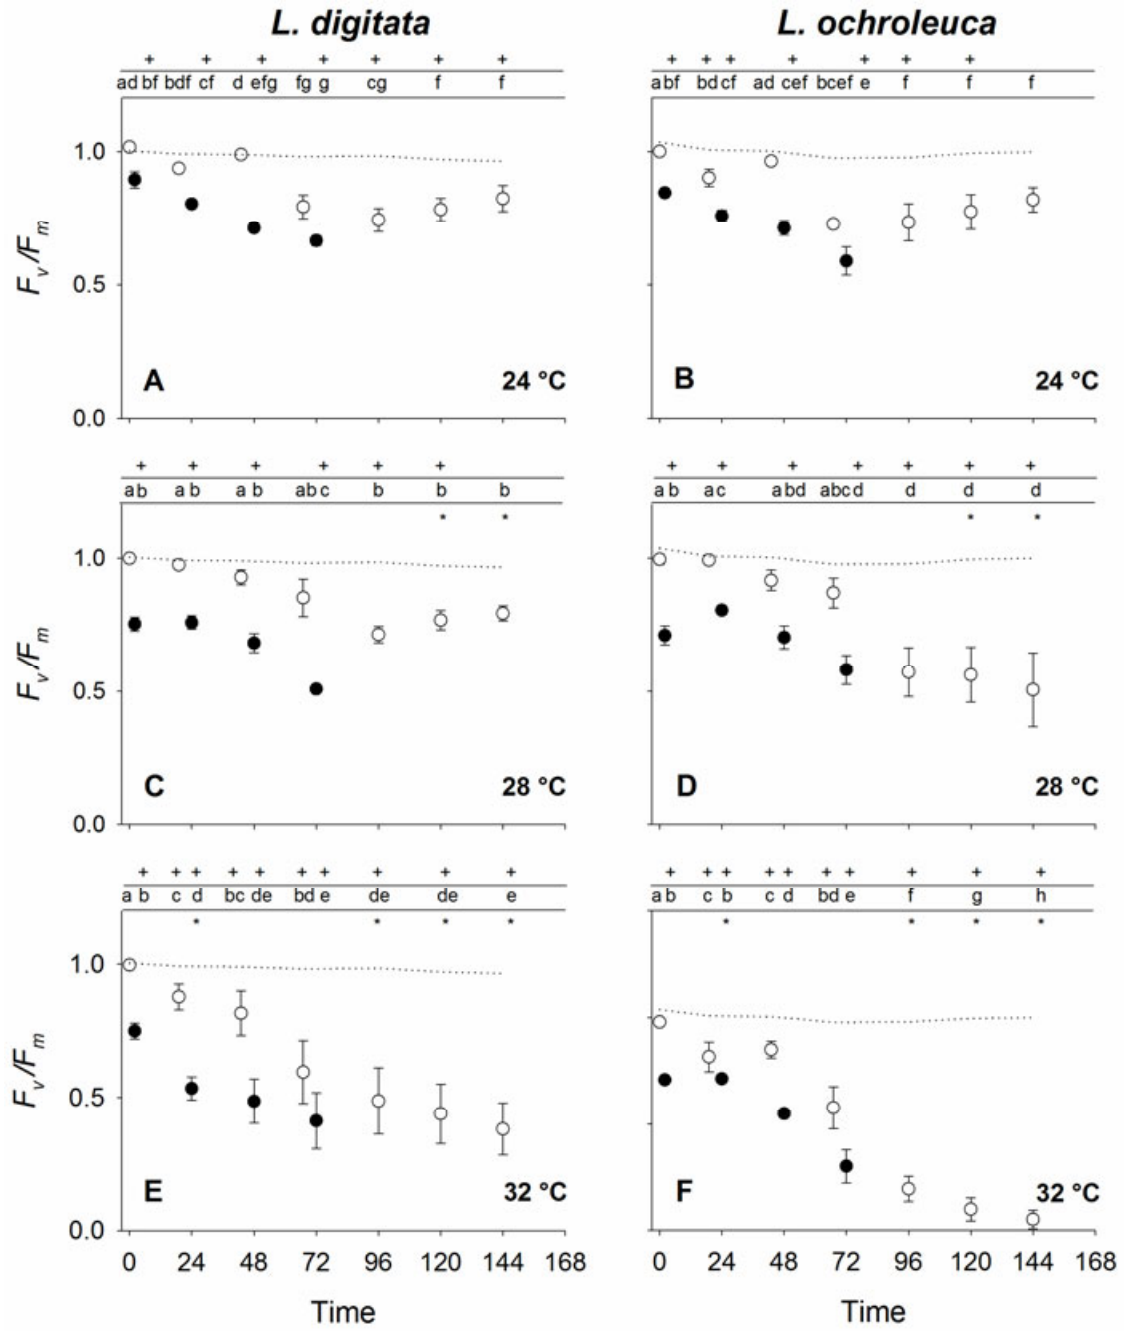 L. digitata L. ochroleuca
+ + + + + + +
ad bf bdf cf d efg fg g cg f f
+ + + + + + +
abf bd cf ad cef bcef e f f f
1.0
0.5
0.0
Fv/Fm
A 24 °C
B 24 °C
+ + + + + +
a b a b a b ab c b b b
* *
+ + + + + + +
a b a c a bd abc d d d d
* *
1.0
0.5
0.0
Fv/Fm
C 28 °C
D 28 °C
+ + + + + + + + + +
a b c d bc de bd e de de e
* * * *
+ + + + + + + + + +
a b c b c d bd e f g h
* * * *
1.0
0.5
0.0
Fv/Fm
E 32 °C
F 32 °C
0 24 48 72 96 120 144 168
0 24 48 72 96 120 144 168
Time Time